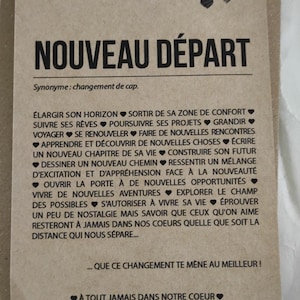 NOUVEAU DÉPART
Synonyme : changement de cap.
ÉLARGIR SON HORIZON ♥ SORTIR DE SA ZONE DE CONFORT ♥
SUIVRE SES RÊVES ♥ POURSUIVRE SES PROJETS ♥ GRANDIR ♥
VOYAGER ♥ SE RENOUVELER ♥ FAIRE DE NOUVELLES RENCONTRES
♥ APPRENDRE ET DÉCOUVRIR DE NOUVELLES CHOSES ♥ ÉCRIRE
UN NOUVEAU CHAPITRE DE SA VIE ♥ CONSTRUIRE SON FUTUR
♥ DESSINER UN NOUVEAU CHEMIN ♥ RESSENTIR UN MÉLANGE
D'EXCITATION ET D'APPRÉHENSION FACE À LA NOUVEAUTÉ
♥ OUVRIR LA PORTE À DE NOUVELLES OPPORTUNITÉS ♥
VIVRE DE NOUVELLES AVENTURES ♥ EXPLORER LE CHAMP
DES POSSIBLES ♥ S'AUTORISER À VIVRE SA VIE ♥ ÉPROUVER
UN PEU DE NOSTALGIE MAIS SAVOIR QUE CEUX QU'ON AIME
RESTERONT À JAMAIS DANS NOS COEURS QUELLE QUE SOIT LA
DISTANCE QUI NOUS SÉPARE...
... QUE CE CHANGEMENT TE MÈNE AU MEILLEUR !
♥ À TOUT JAMAIS DANS NOTRE COEUR ♥